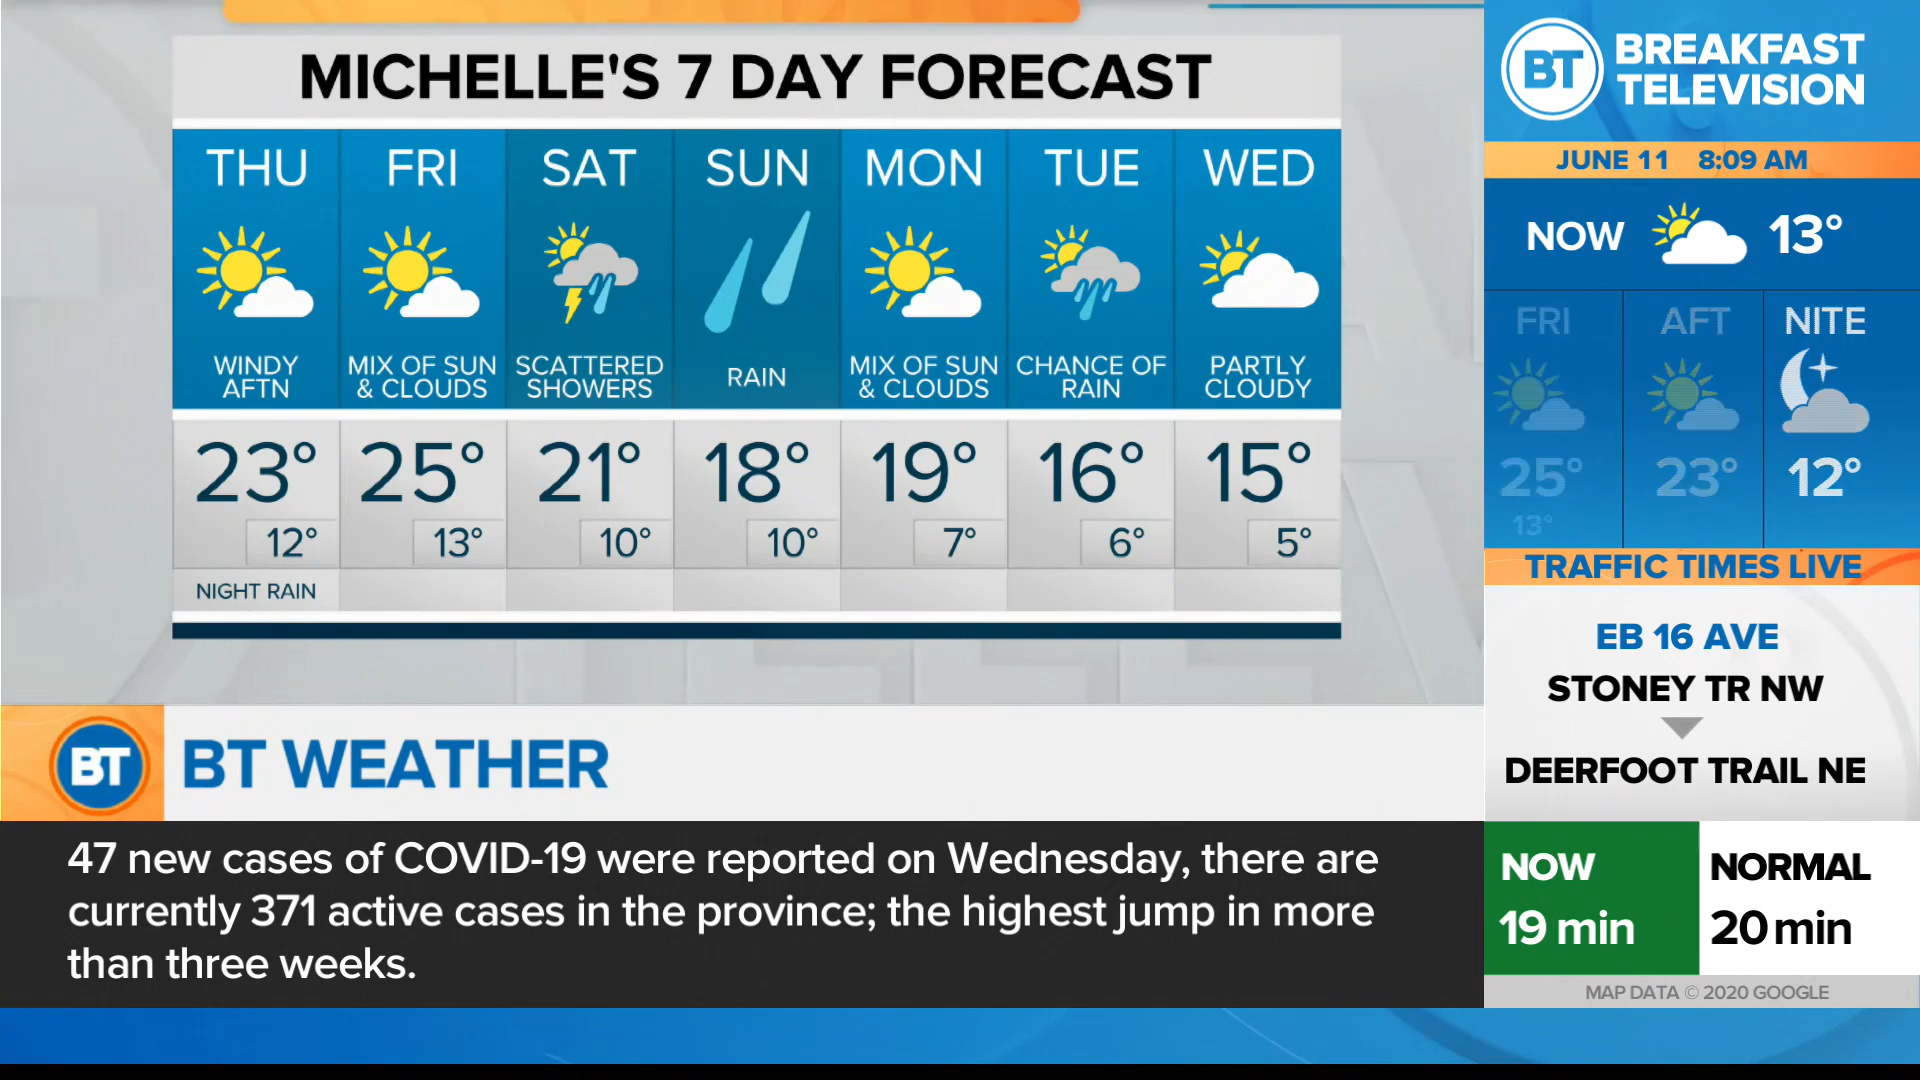 MICHELLE'S 7 DAY FORECAST
THU FRI SAT SUN MON TUE WED
WINDY AFTN
MIX OF SUN & CLOUDS
SCATTERED SHOWERS
RAIN
MIX OF SUN & CLOUDS
CHANCE OF RAIN
PARTLY CLOUDY
23° 25° 21° 18° 19° 16° 15°
12° 13° 10° 10° 7° 6° 5°
NIGHT RAIN
BT BT WEATHER
47 new cases of COVID-19 were reported on Wednesday, there are
currently 371 active cases in the province; the highest jump in more
than three weeks.
BT BREAKFAST
TELEVISION
JUNE 11 8:09 AM
NOW 13°
FRI AFT NITE
25° 23° 12°
13°
TRAFFIC TIMES LIVE
EB 16 AVE
STONEY TR NW
DEERFOOT TRAIL NE
NOW NORMAL
19 min 20 min
MAP DATA © 2020 GOOGLE